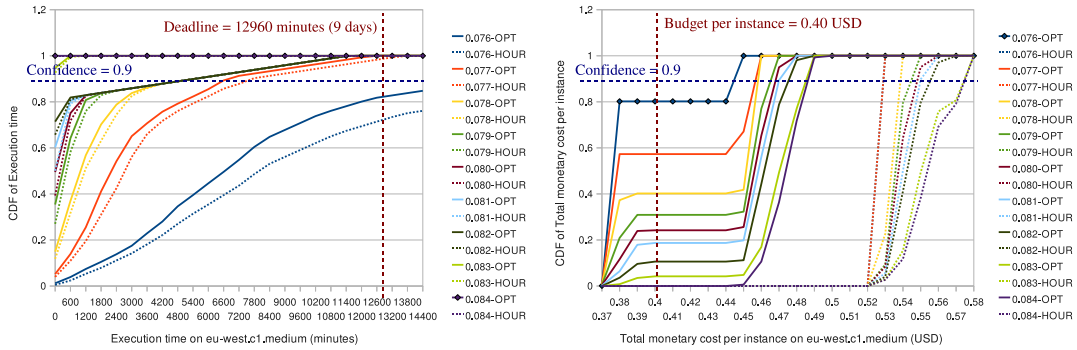 Deadline = 12960 minutes (9 days)
Confidence = 0.9
CDF of Execution time
1,2
1
0,8
0,6
0,4
0,2
0
0 600 1200 1800 2400 3000 3600 4200 4800 5400 6000 6600 7200 7800 8400 9000 9600 10200 10800 11400 12000 12600 13200 13800 14400
Execution time on eu-west.c1.medium (minutes)
0.076-OPT
0.076-HOUR
0.077-OPT
0.077-HOUR
0.078-OPT
0.078-HOUR
0.079-OPT
0.079-HOUR
0.080-OPT
0.080-HOUR
0.081-OPT
0.081-HOUR
0.082-OPT
0.082-HOUR
0.083-OPT
0.083-HOUR
0.084-OPT
0.084-HOUR
Budget per instance = 0.40 USD
Confidence = 0.9
CDF of Total monetary cost per instance
1,2
1
0,8
0,6
0,4
0,2
0
0,38 0,4 0,42 0,44 0,46 0,48 0,5 0,52 0,54 0,56 0,58
0,37 0,39 0,41 0,43 0,45 0,47 0,49 0,51 0,53 0,55 0,57
Total monetary cost per instance on eu-west.c1.medium (USD)
0.076-OPT
0.076-HOUR
0.077-OPT
0.077-HOUR
0.078-OPT
0.078-HOUR
0.079-OPT
0.079-HOUR
0.080-OPT
0.080-HOUR
0.081-OPT
0.081-HOUR
0.082-OPT
0.082-HOUR
0.083-OPT
0.083-HOUR
0.084-OPT
0.084-HOUR